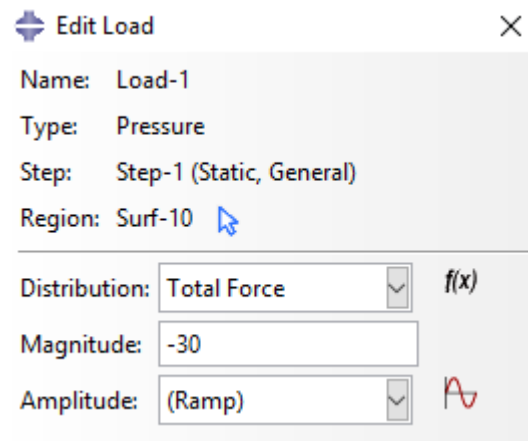 Edit Load
Name: Load-1
Type: Pressure
Step: Step-1 (Static, General)
Region: Surf-10
Distribution: Total Force f(x)
Magnitude: -30
Amplitude: (Ramp)